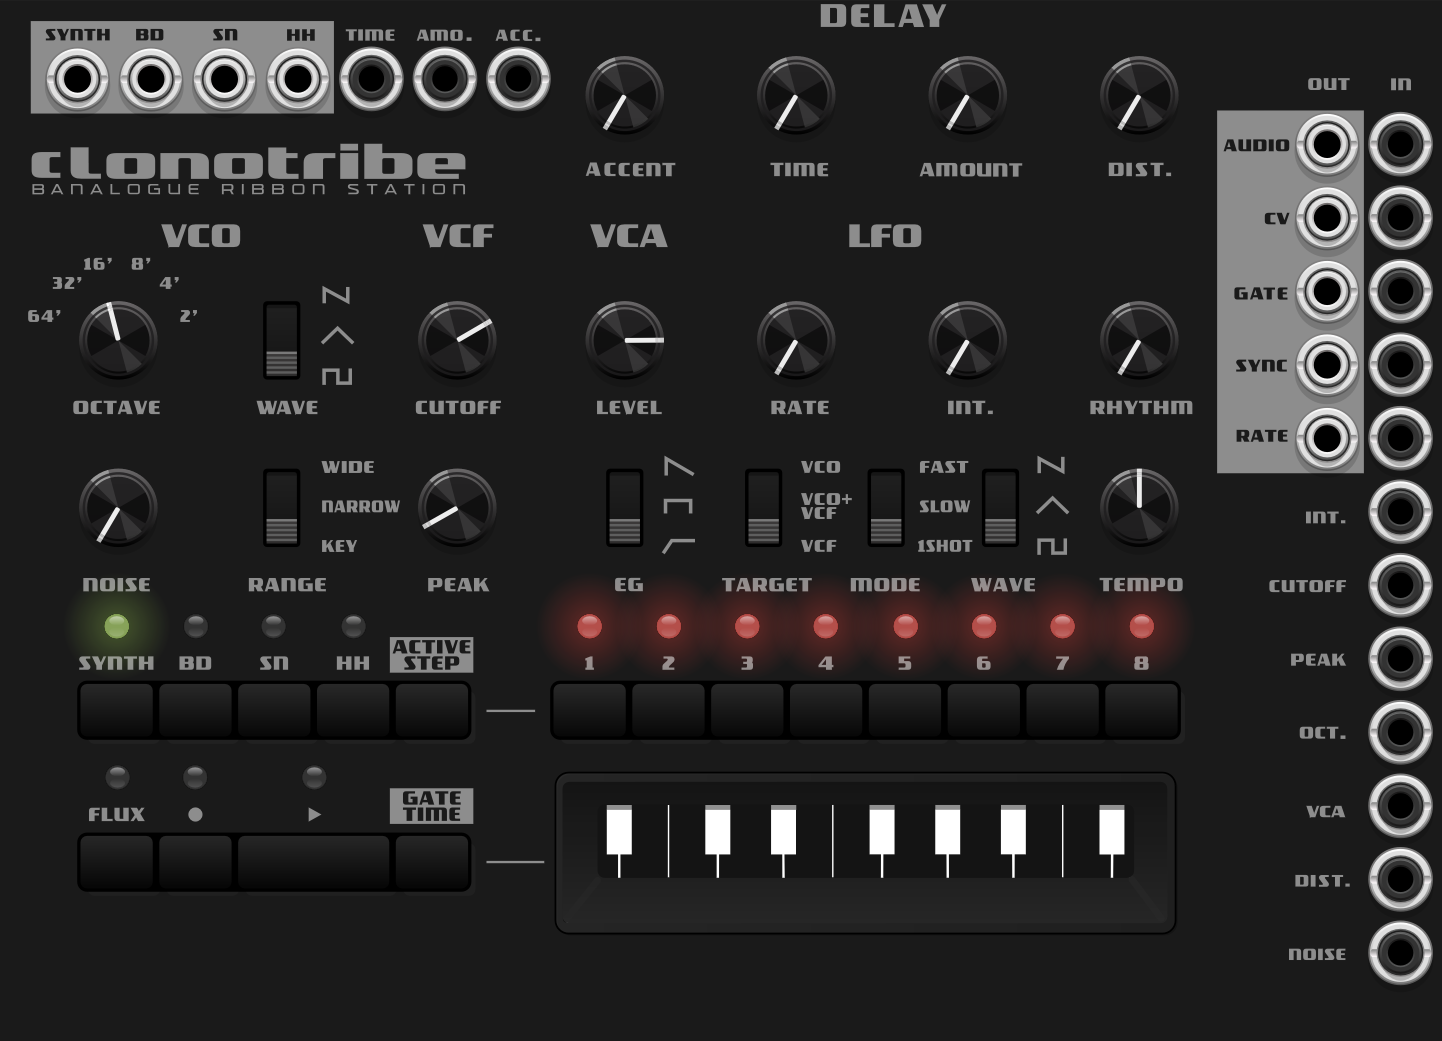 DELAY
SYNTH BD SN HH TIME AMO. ACC.
OUT IN
ACCENT TIME AMOUNT DIST.
AUDIO
clonotribe
BANALOGUE RIBBON STATION
CV
VCO VCF VCA LFO
16' 8'
32' 4'
64' 2'
GATE
SYNC
OCTAVE WAVE CUTOFF LEVEL RATE INT. RHYTHM
RATE
WIDE VCO FAST
NARROW VCO+ SLOW
VCF
KEY VCF 1SHOT
INT.
NOISE RANGE PEAK EG TARGET MODE WAVE TEMPO
CUTOFF
ACTIVE
STEP
SYNTH BD SN HH 1 2 3 4 5 6 7 8
PEAK
OCT.
GATE
TIME
FLUX
VCA
DIST.
NOISE